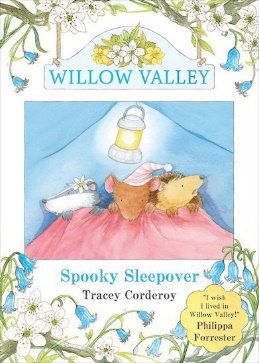 WILLOW VALLEY
Spooky Sleepover
Tracey Corderoy
"I wish
I lived in
Willow Valley!"
Philippa
Forrester